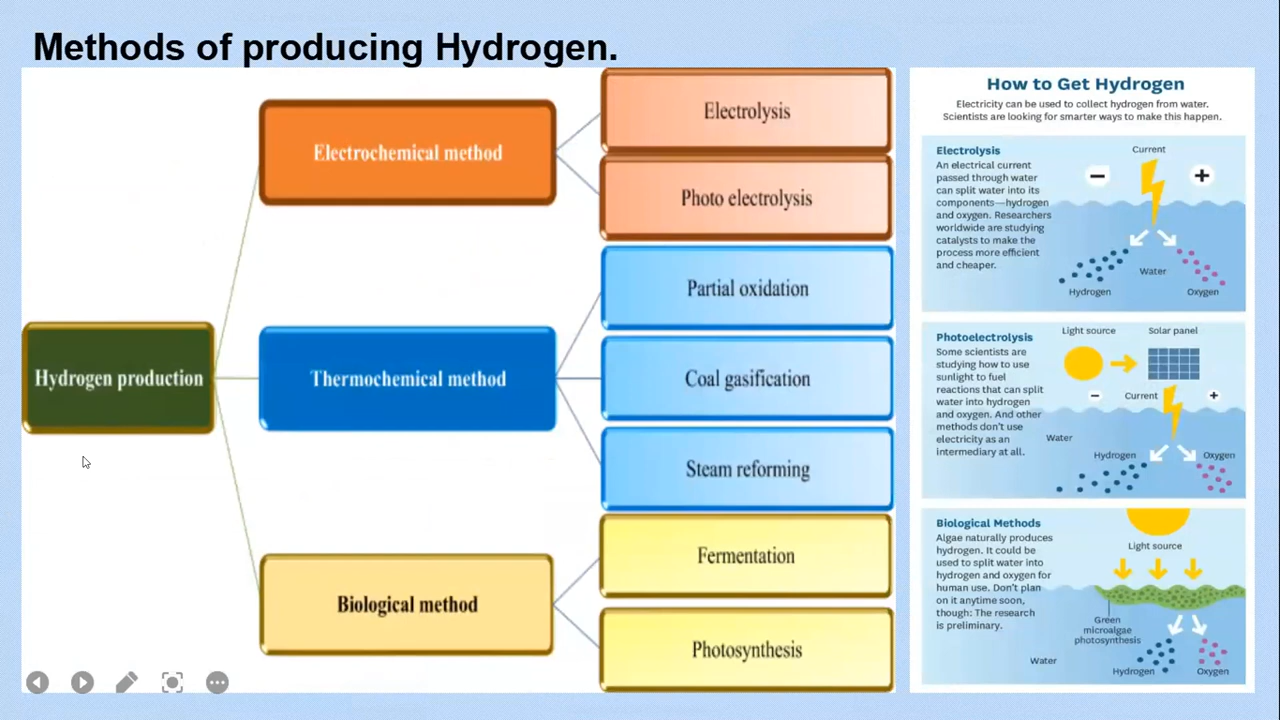 Methods of producing Hydrogen.
Hydrogen production
Electrochemical method
Electrolysis
Photo electrolysis
Thermochemical method
Partial oxidation
Coal gasification
Steam reforming
Biological method
Fermentation
Photosynthesis
How to Get Hydrogen
Electricity can be used to collect hydrogen from water.
Scientists are looking for smarter ways to make this happen.
Electrolysis
An electrical current
passed through water
can split water into its
components—hydrogen
and oxygen. Researchers
worldwide are studying
catalysts to make the
process more efficient
and cheaper.
Current
−
+
Water
Hydrogen
Oxygen
Photoelectrolysis
Some scientists are
studying how to use
sunlight to fuel
reactions that can split
water into hydrogen
and oxygen. And other
methods don’t use
electricity as an
intermediary at all.
Light source
Solar panel
−
Current
+
Water
Hydrogen
Oxygen
Biological Methods
Algae naturally produces
hydrogen. It could be
used to split water into
hydrogen and oxygen for
human use. Don’t plan
on it anytime soon,
though: The research
is preliminary.
Light source
Green
microalgae
photosynthesis
Water
Hydrogen
Oxygen